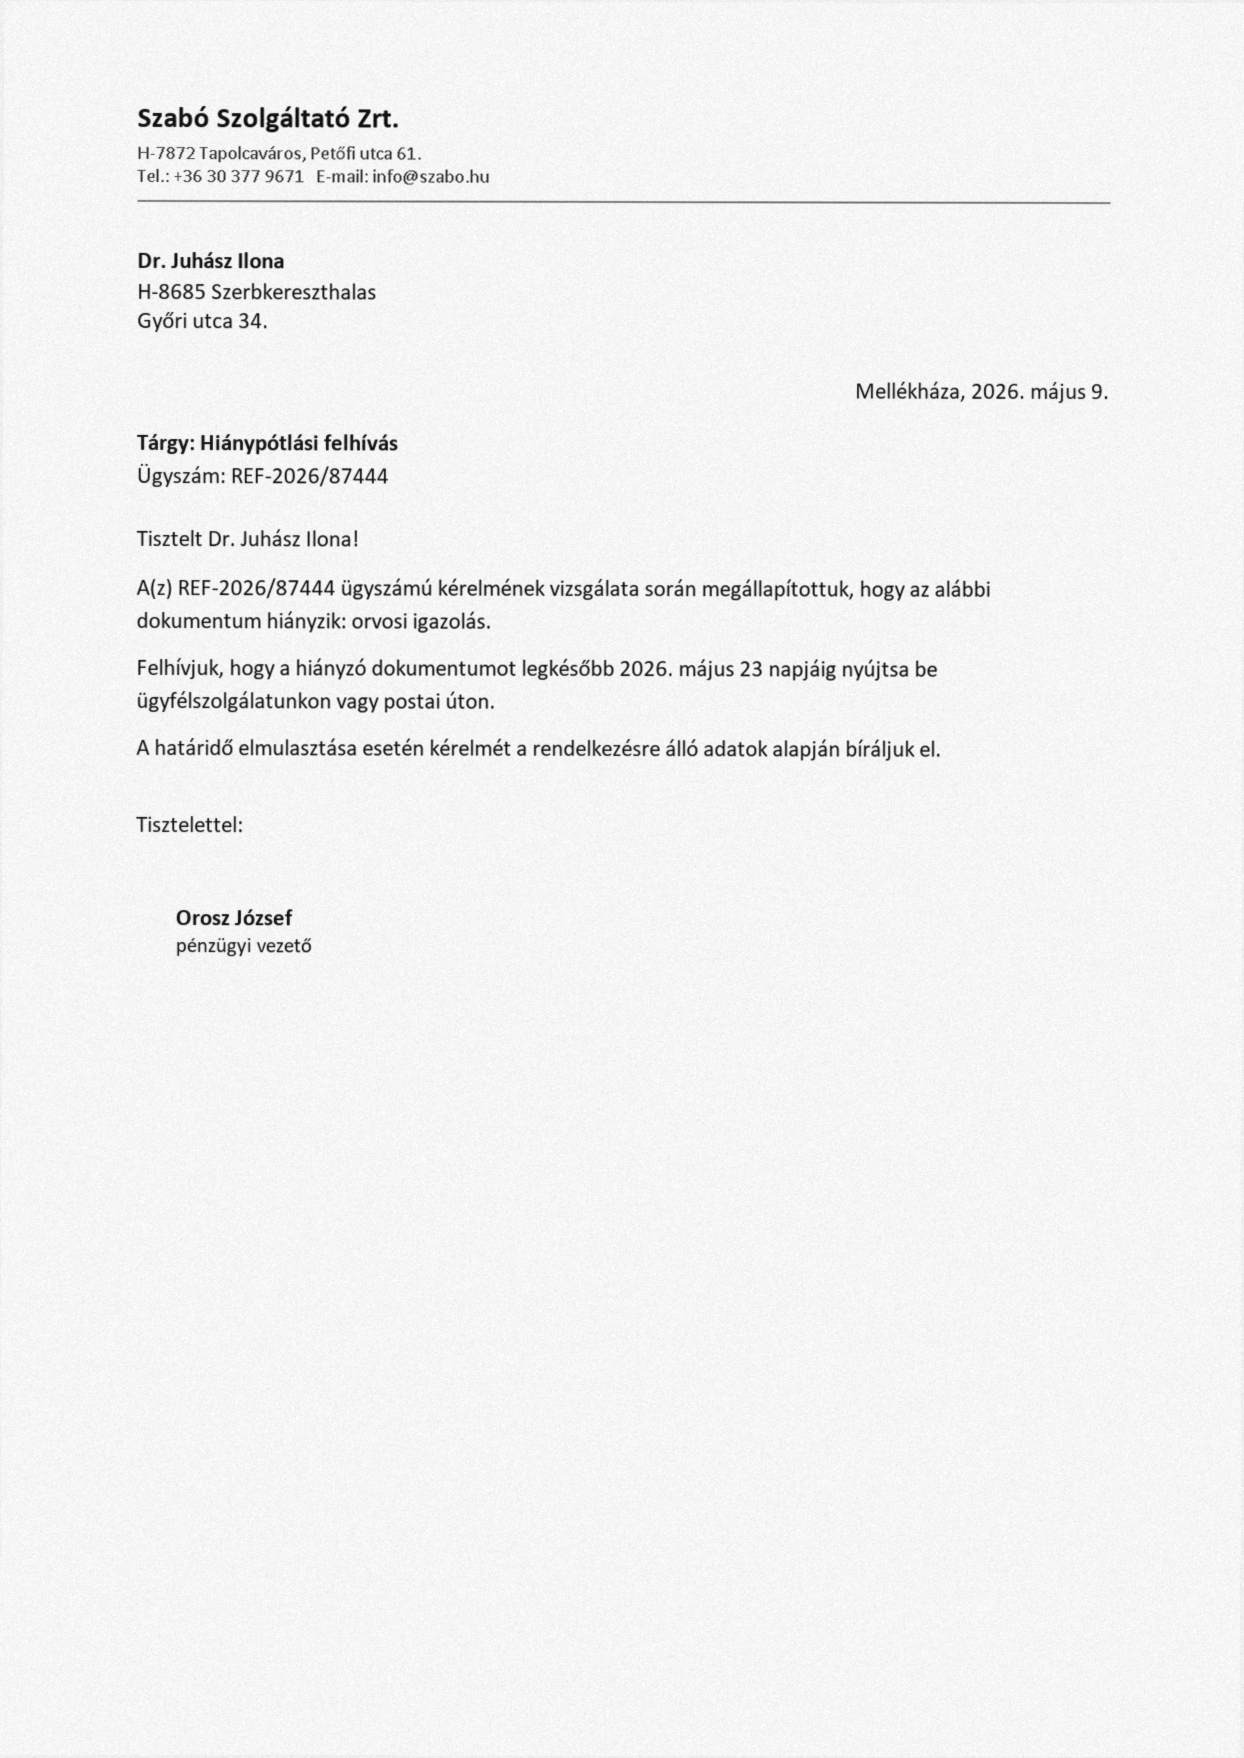 Szabó Szolgáltató Zrt.
H-7872 Tapolcaváros, Petőfi utca 61.
Tel.: +36 30 377 9671 E-mail: info@szabo.hu
Dr. Juhász Ilona
H-8685 Szerbkereszthalas
Győri utca 34.
Mellékháza, 2026. május 9.
Tárgy: Hiánypótlási felhívás
Ügyszám: REF-2026/87444
Tisztelt Dr. Juhász Ilona!
A(z) REF-2026/87444 ügyszámú kérelmének vizsgálata során megállapítottuk, hogy az alábbi
dokumentum hiányzik: orvosi igazolás.
Felhívjuk, hogy a hiányzó dokumentumot legkésőbb 2026. május 23 napjáig nyújtsa be
ügyfélszolgálatunkon vagy postai úton.
A határidő elmulasztása esetén kérelmét a rendelkezésre álló adatok alapján bíráljuk el.
Tisztelettel:
Orosz József
pénzügyi vezető